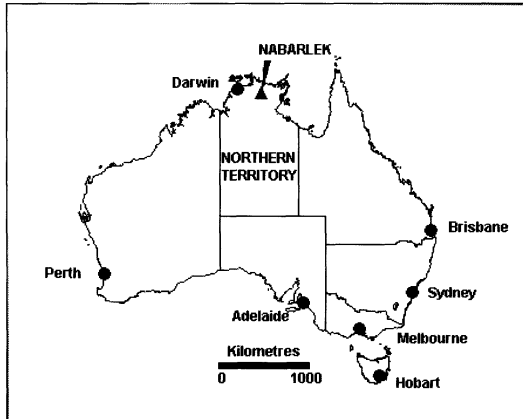 NABARLEK
Darwin
NORTHERN
TERRITORY
Brisbane
Perth
Sydney
Adelaide
Melbourne
Kilometres
0 1000
Hobart